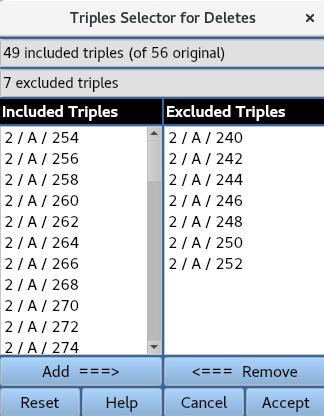 Triples Selector for Deletes ×
49 included triples (of 56 original)
7 excluded triples
Included Triples Excluded Triples
2 / A / 254 2 / A / 240
2 / A / 256 2 / A / 242
2 / A / 258 2 / A / 244
2 / A / 260 2 / A / 246
2 / A / 262 2 / A / 248
2 / A / 264 2 / A / 250
2 / A / 266 2 / A / 252
2 / A / 268
2 / A / 270
2 / A / 272
2 / A / 274
Add ===> <=== Remove
Reset Help Cancel Accept